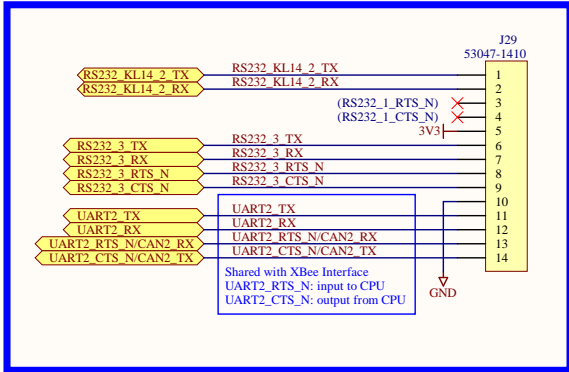 J29
53047-1410
RS232_KL14_2_TX RS232_KL14_2_TX 1
RS232_KL14_2_RX RS232_KL14_2_RX 2
(RS232_1_RTS_N) 3
(RS232_1_CTS_N) 4
3V3 5
RS232_3_TX RS232_3_TX 6
RS232_3_RX RS232_3_RX 7
RS232_3_RTS_N RS232_3_RTS_N 8
RS232_3_CTS_N RS232_3_CTS_N 9
10
UART2_TX UART2_TX 11
UART2_RX UART2_RX 12
UART2_RTS_N/CAN2_RX UART2_RTS_N/CAN2_RX 13
UART2_CTS_N/CAN2_TX UART2_CTS_N/CAN2_TX 14
Shared with XBee Interface
UART2_RTS_N: input to CPU
UART2_CTS_N: output from CPU
GND